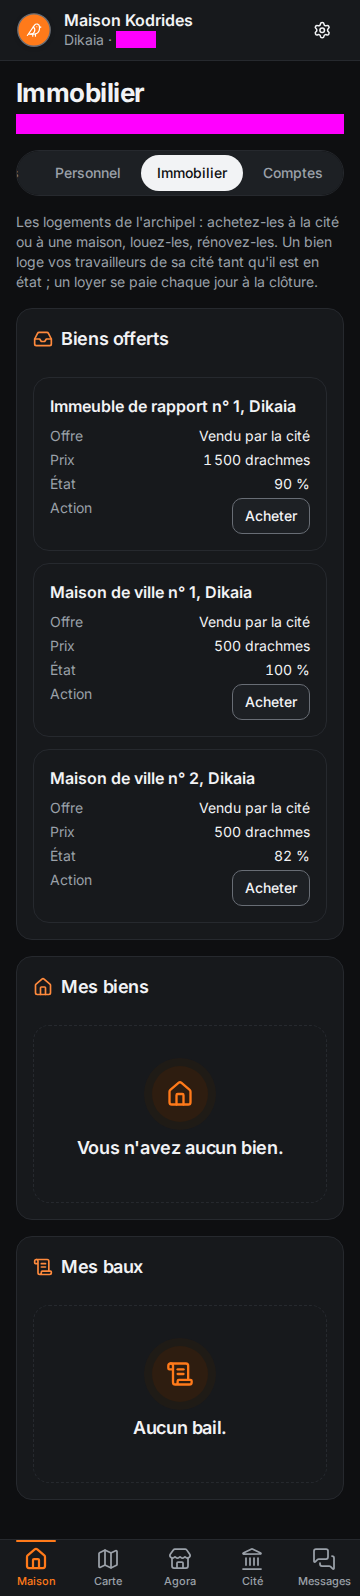 Maison Kodrides
Dikaia ·
Immobilier
Personnel
Immobilier
Comptes
Les logements de l'archipel : achetez-les à la cité
ou à une maison, louez-les, rénovez-les. Un bien
loge vos travailleurs de sa cité tant qu'il est en
état ; un loyer se paie chaque jour à la clôture.
Biens offerts
Immeuble de rapport n° 1, Dikaia
Offre Vendu par la cité
Prix 1 500 drachmes
État 90 %
Action Acheter
Maison de ville n° 1, Dikaia
Offre Vendu par la cité
Prix 500 drachmes
État 100 %
Action Acheter
Maison de ville n° 2, Dikaia
Offre Vendu par la cité
Prix 500 drachmes
État 82 %
Action Acheter
Mes biens
Vous n'avez aucun bien.
Mes baux
Aucun bail.
Maison Carte Agora Cité Messages